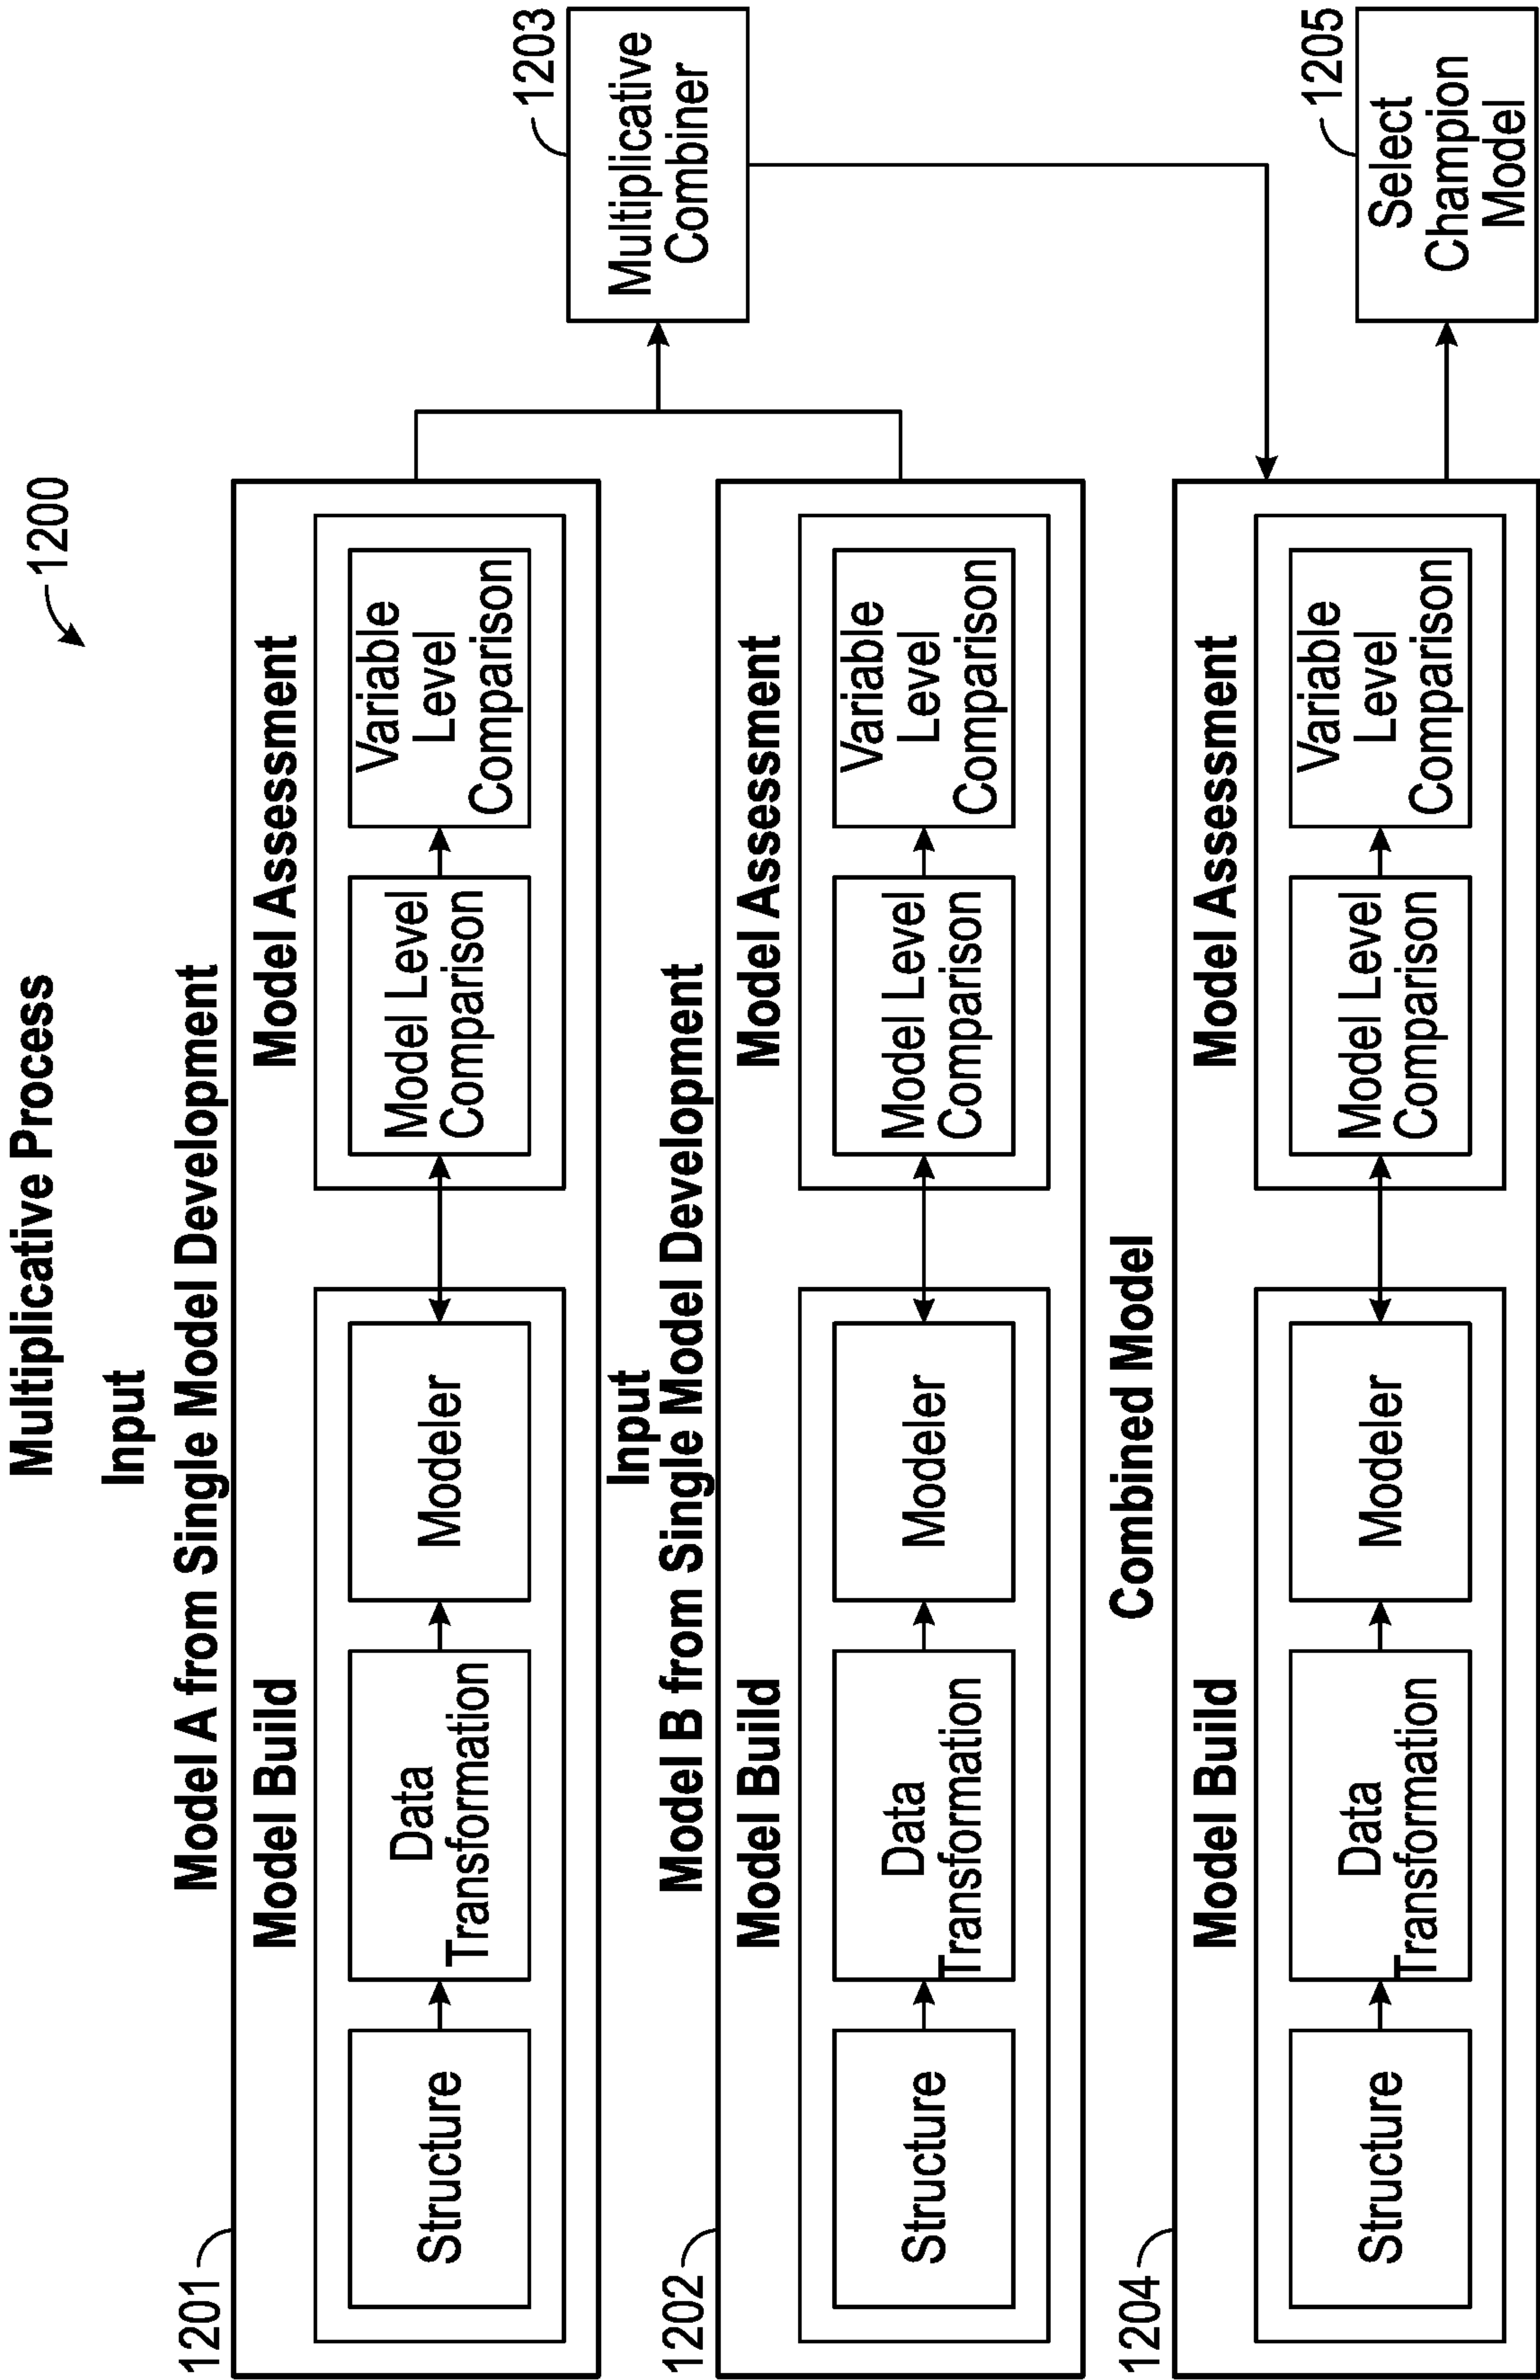 Multiplicative Process
1200
Input
Model A from Single Model Development
1201
Model Build
Structure
Data
Transformation
Modeler
Model Assessment
Model Level
Comparison
Variable
Level
Comparison
Input
Model B from Single Model Development
1202
Model Build
Structure
Data
Transformation
Modeler
Model Assessment
Model Level
Comparison
Variable
Level
Comparison
1203
Multiplicative
Combiner
Combined Model
1204
Model Build
Structure
Data
Transformation
Modeler
Model Assessment
Model Level
Comparison
Variable
Level
Comparison
1205
Select
Champion
Model